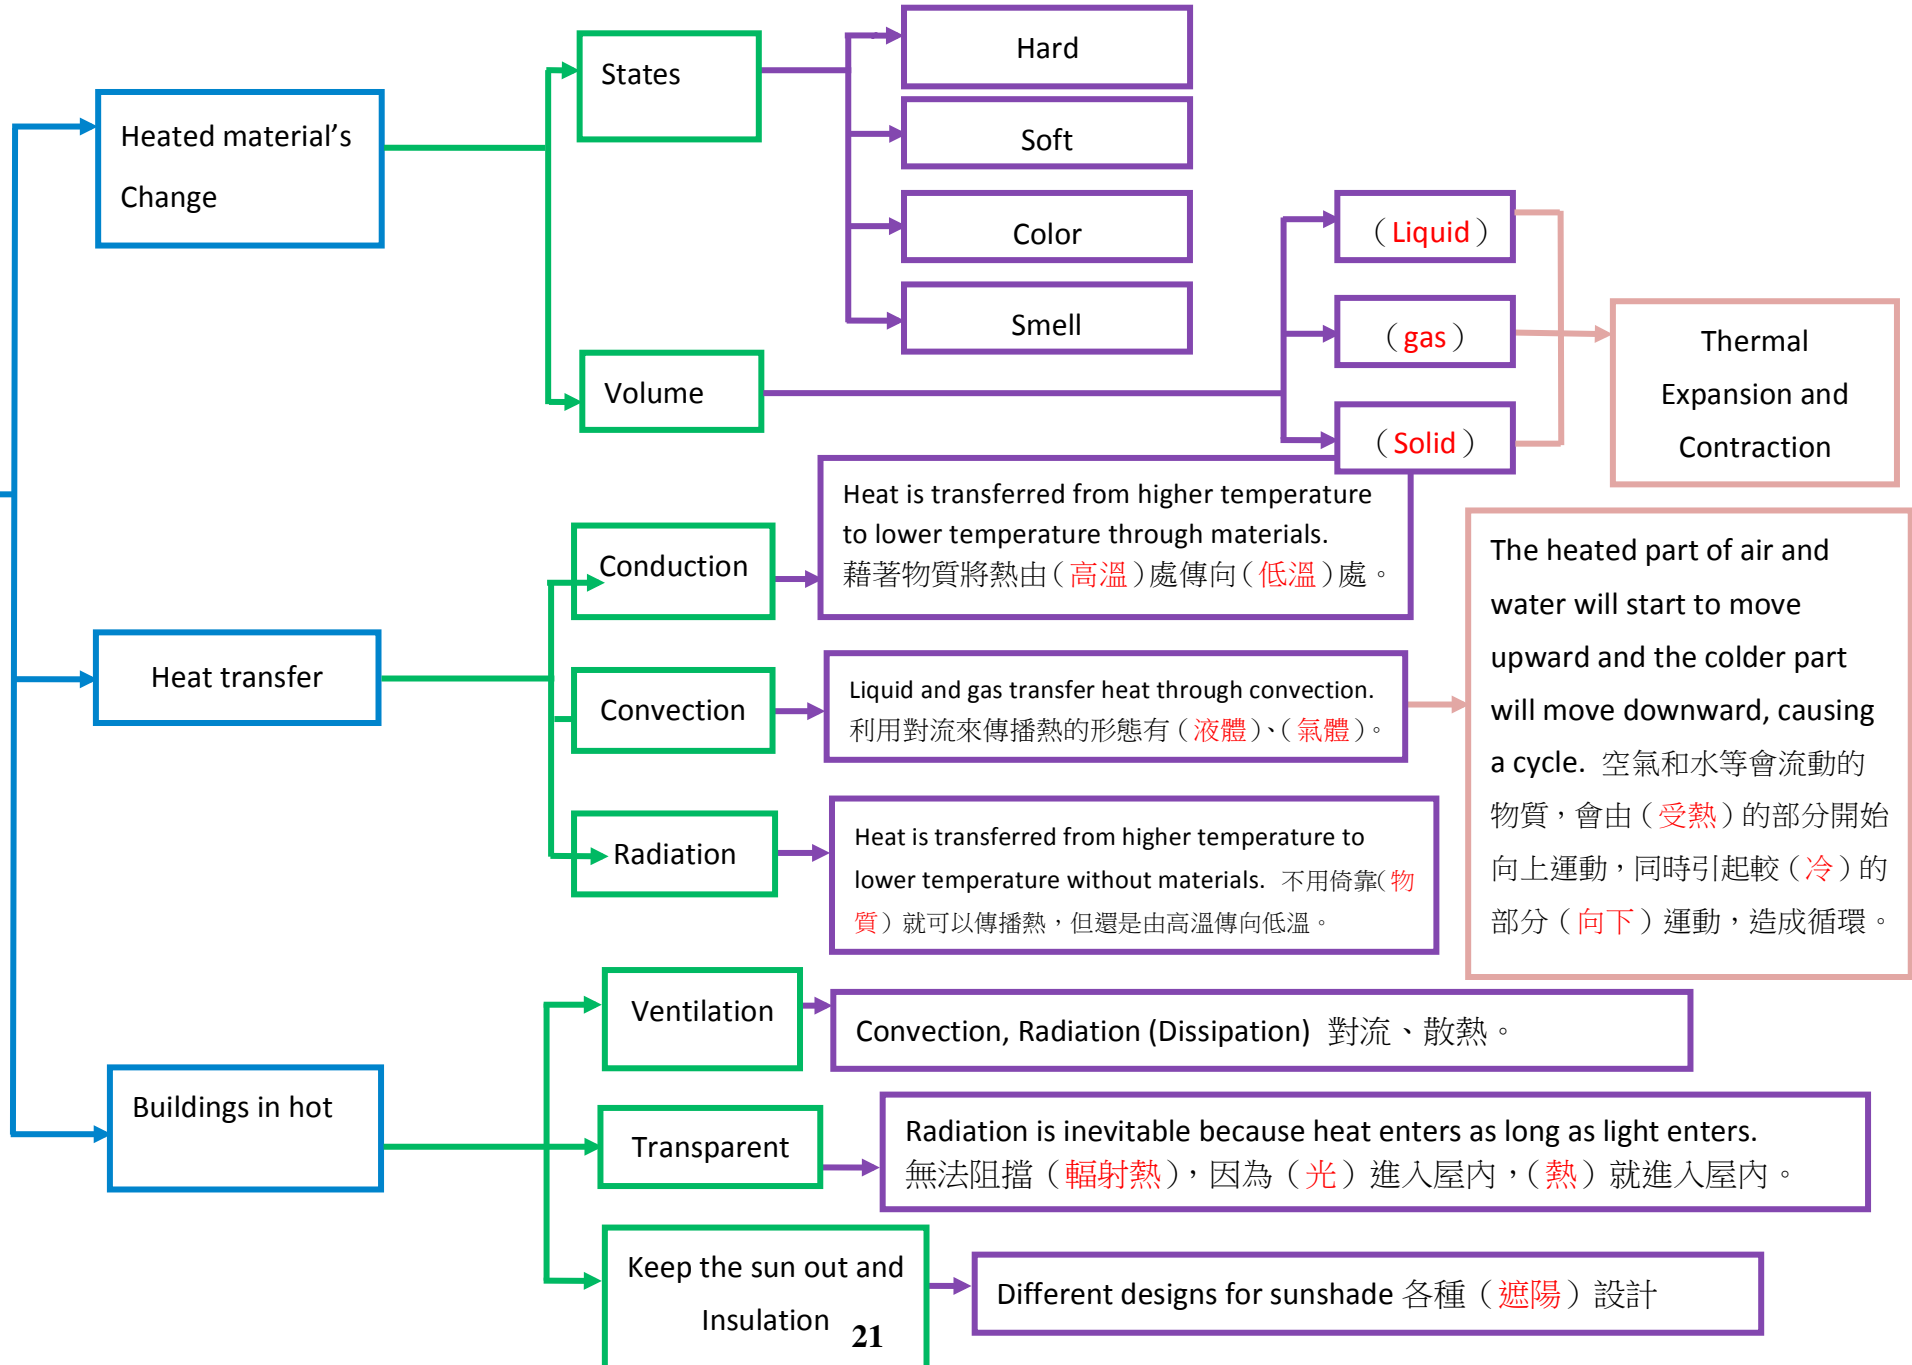 Heated material’s
Change
States
Hard
Soft
Color
Smell
Volume
（Liquid）
（gas）
（Solid）
Thermal
Expansion and
Contraction
Heat transfer
Conduction
Heat is transferred from higher temperature
to lower temperature through materials.
藉著物質將熱由（高溫）處傳向（低溫）處。
Convection
Liquid and gas transfer heat through convection.
利用對流來傳播熱的形態有（液體）、（氣體）。
The heated part of air and
water will start to move
upward and the colder part
will move downward, causing
a cycle. 空氣和水等會流動的
物質，會由（受熱）的部分開始
向上運動，同時引起較（冷）的
部分（向下）運動，造成循環。
Radiation
Heat is transferred from higher temperature to
lower temperature without materials. 不用倚靠（物
質）就可以傳播熱，但還是由高溫傳向低溫。
Buildings in hot
Ventilation
Convection, Radiation (Dissipation) 對流、散熱。
Transparent
Radiation is inevitable because heat enters as long as light enters.
無法阻擋（輻射熱），因為（光）進入屋內，（熱）就進入屋內。
Keep the sun out and
Insulation
Different designs for sunshade 各種（遮陽）設計
21